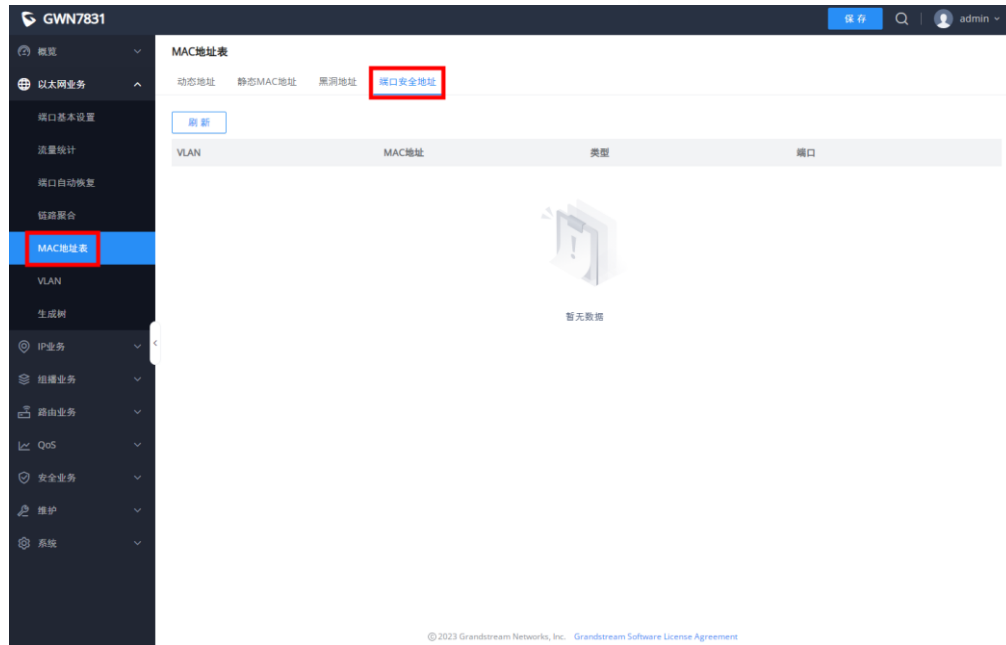 GWN7831
保存
admin
概览
以太网业务
端口基本设置
流量统计
端口自动恢复
链路聚合
MAC地址表
VLAN
生成树
IP业务
组播业务
路由业务
QoS
安全业务
维护
系统
MAC地址表
动态地址 静态MAC地址 黑洞地址 端口安全地址
刷新
VLAN MAC地址 类型 端口
暂无数据
© 2023 Grandstream Networks, Inc. Grandstream Software License Agreement